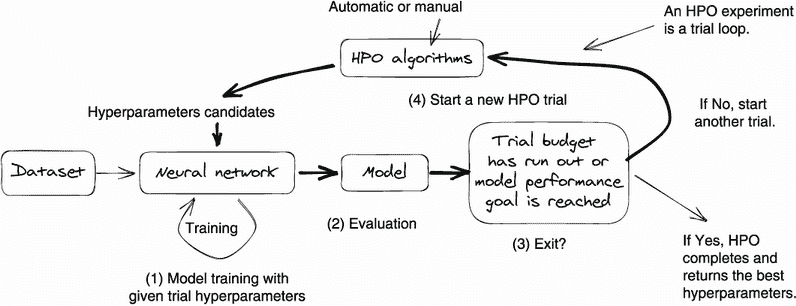 Automatic or manual
An HPO experiment
is a trial loop.
HPO algorithms
(4) Start a new HPO trial
Hyperparameters candidates
If No, start
another trial.
Dataset
Neural network
Model
Trial budget
has run out or
model performance
goal is reached
Training
(2) Evaluation
(3) Exit?
(1) Model training with
given trial hyperparameters
If Yes, HPO
completes and
returns the best
hyperparameters.